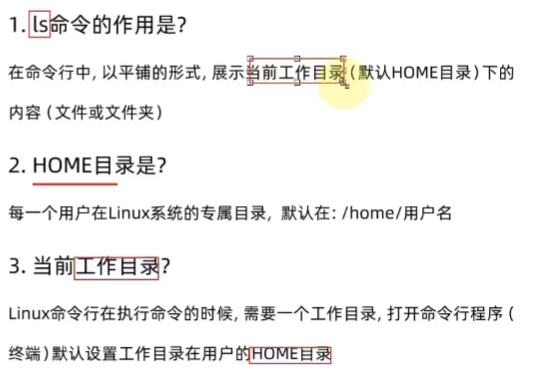 1. ls命令的作用是?
在命令行中, 以平铺的形式, 展示当前工作目录 (默认HOME目录) 下的
内容 (文件或文件夹)
2. HOME目录是?
每一个用户在Linux系统的专属目录, 默认在: /home/用户名
3. 当前工作目录?
Linux命令行在执行命令的时候, 需要一个工作目录, 打开命令行程序 (
终端) 默认设置工作目录在用户的HOME目录